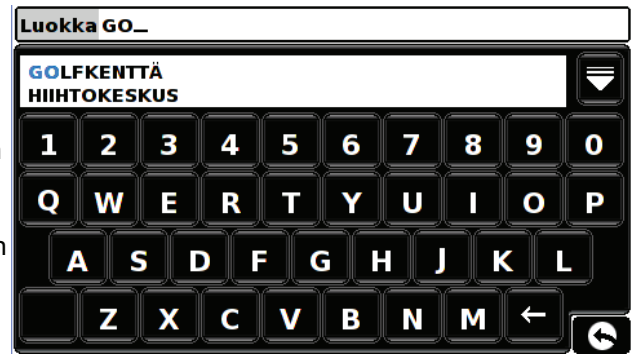 Luokka GO_
GOLFKENTTÄ
HIIHTOKESKUS
1 2 3 4 5 6 7 8 9 0
Q W E R T Y U I O P
A S D F G H J K L
Z X C V B N M ←